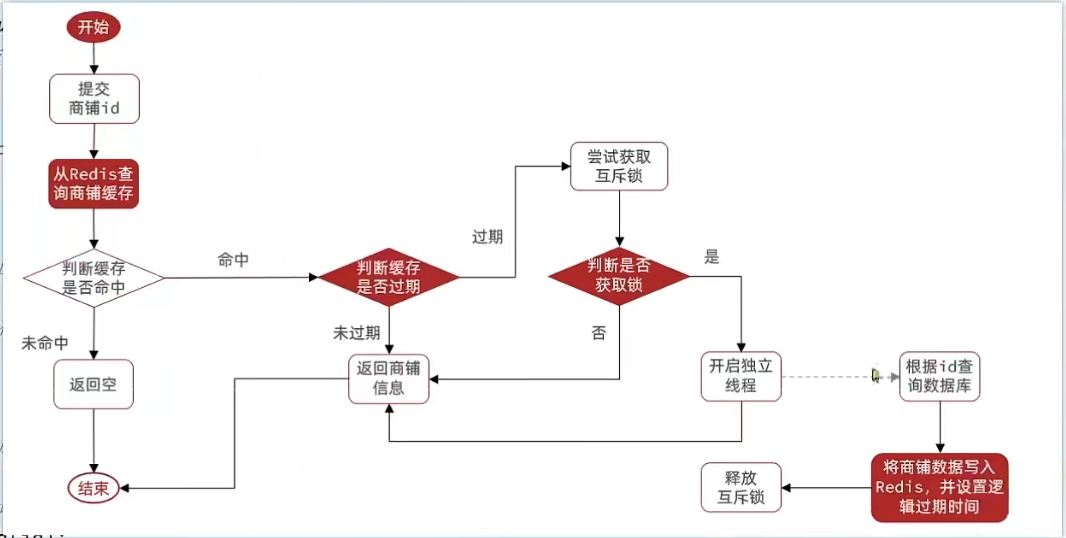 开始
提交
商铺id
从Redis查
询商铺缓存
判断缓存
是否命中
命中
未命中
返回空
结束
判断缓存
是否过期
过期
未过期
返回商铺
信息
尝试获取
互斥锁
判断是否
获取锁
是
否
开启独立
线程
根据id查
询数据库
将商铺数据写入
Redis，并设置逻
辑过期时间
释放
互斥锁